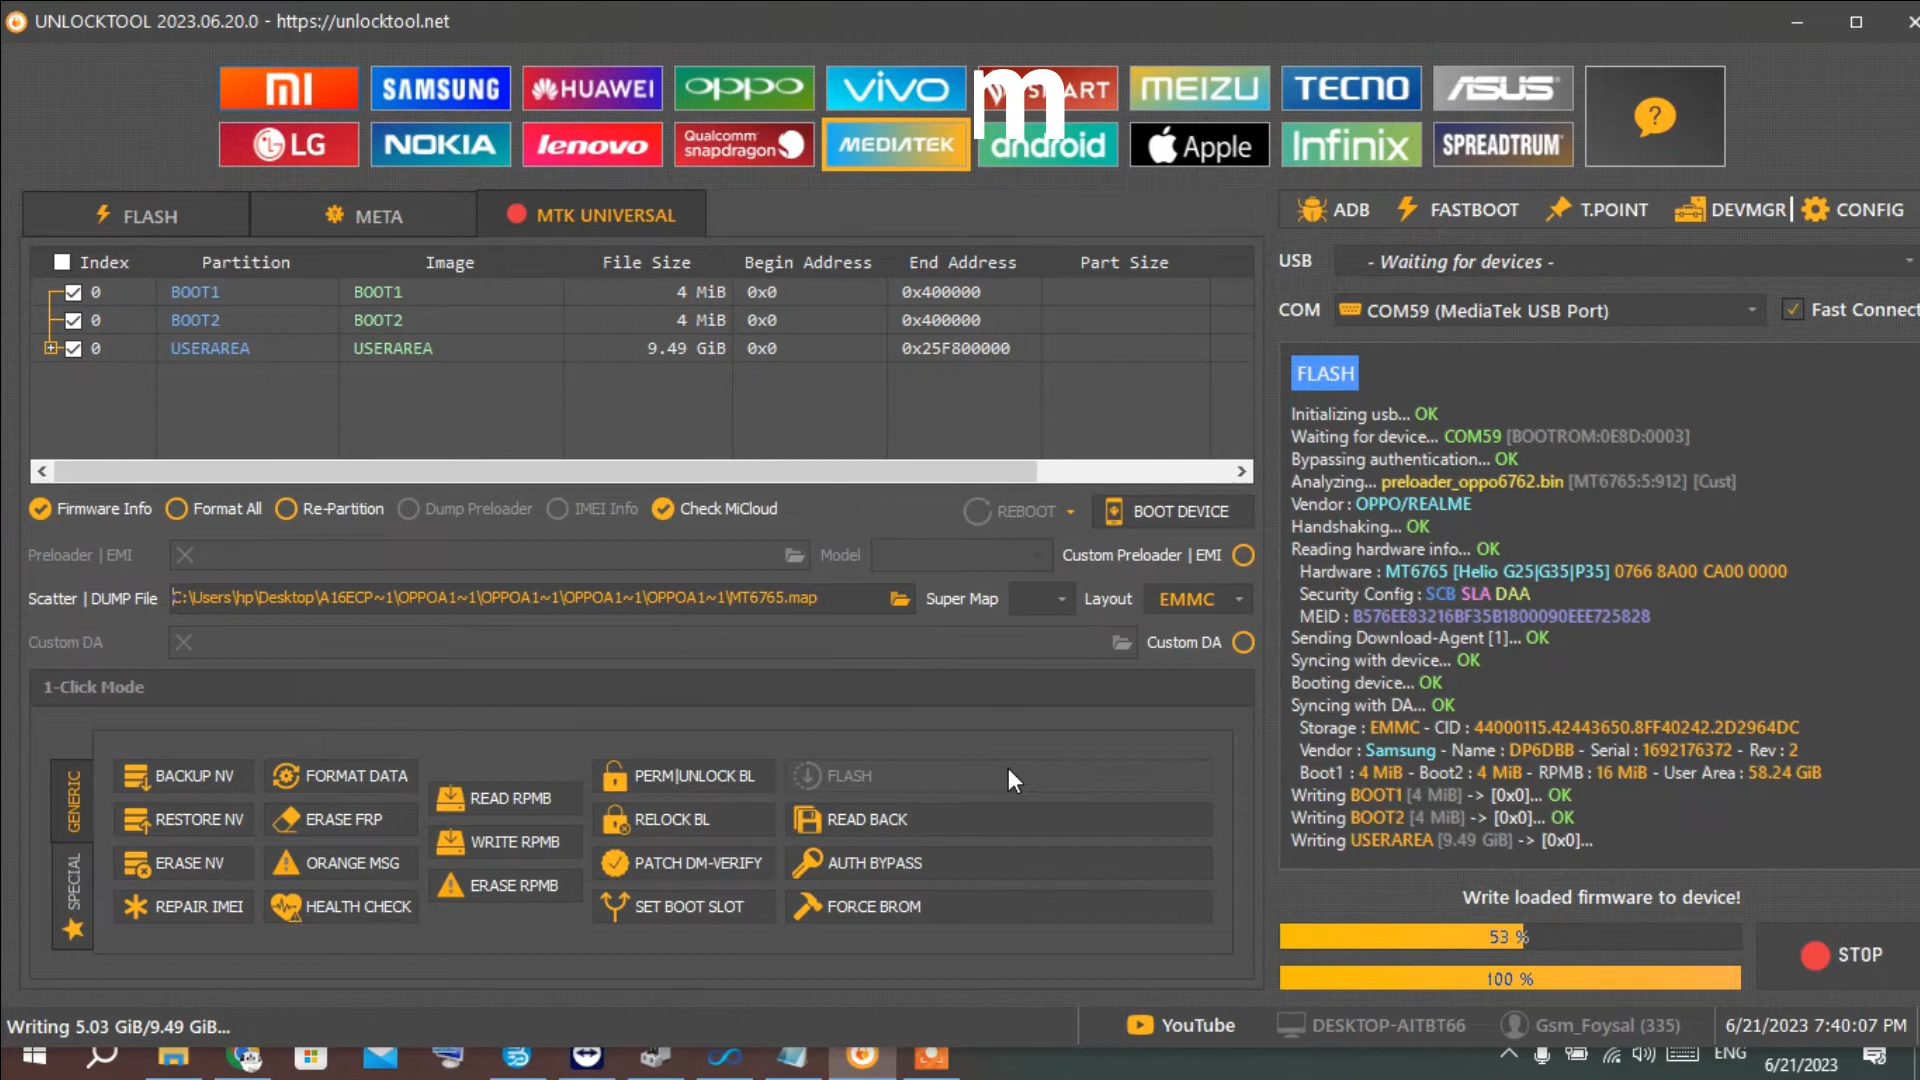 UNLOCKTOOL 2023.06.20.0 - https://unlocktool.net
mi SAMSUNG HUAWEI oppo vivo MEIZU TECNO ASUS ?
m
LG NOKIA lenovo Qualcomm snapdragon MEDIATEK android Apple Infinix SPREADTRUM
FLASH META MTK UNIVERSAL
ADB FASTBOOT T.POINT DEVMGR CONFIG
Index Partition Image File Size Begin Address End Address Part Size
0 BOOT1 BOOT1 4 MiB 0x0 0x400000
0 BOOT2 BOOT2 4 MiB 0x0 0x400000
0 USERAREA USERAREA 9.49 GiB 0x0 0x25F800000
Firmware Info Format All Re-Partition Dump Preloader IMEI Info Check MiCloud REBOOT BOOT DEVICE
Preloader | EMI Model Custom Preloader | EMI
Scatter | DUMP File C:\Users\hp\Desktop\A16ECP~1\OPPOA1~1\OPPOA1~1\OPPOA1~1\OPPOA1~1\MT6765.map Super Map Layout EMMC
Custom DA Custom DA
1-Click Mode
GENERIC
SPECIAL
BACKUP NV FORMAT DATA PERM|UNLOCK BL FLASH
READ RPMB
RESTORE NV ERASE FRP RELOCK BL READ BACK
WRITE RPMB
ERASE NV ORANGE MSG PATCH DM-VERIFY AUTH BYPASS
ERASE RPMB
REPAIR IMEI HEALTH CHECK SET BOOT SLOT FORCE BROM
USB - Waiting for devices -
COM COM59 (MediaTek USB Port) Fast Connect
FLASH
Initializing usb... OK
Waiting for device... COM59 [BOOTROM:0E8D:0003]
Bypassing authentication... OK
Analyzing... preloader_oppo6762.bin [MT6765:5:912] [Cust]
Vendor : OPPO/REALME
Handshaking... OK
Reading hardware info... OK
Hardware : MT6765 [Helio G25|G35|P35] 0766 8A00 CA00 0000
Security Config : SCB SLA DAA
MEID : B576EE83216BF35B1800090EEE725828
Sending Download-Agent [1]... OK
Syncing with device... OK
Booting device... OK
Syncing with DA... OK
Storage : EMMC - CID : 44000115.42443650.8FF40242.2D2964DC
Vendor : Samsung - Name : DP6DBB - Serial : 1692176372 - Rev : 2
Boot1 : 4 MiB - Boot2 : 4 MiB - RPMB : 16 MiB - User Area : 58.24 GiB
Writing BOOT1 [4 MiB] -> [0x0]... OK
Writing BOOT2 [4 MiB] -> [0x0]... OK
Writing USERAREA [9.49 GiB] -> [0x0]...
Write loaded firmware to device!
53 %
100 %
STOP
Writing 5.03 GiB/9.49 GiB...
YouTube DESKTOP-AITBT66 Gsm_Foysal (335) 6/21/2023 7:40:07 PM
ENG
6/21/2023